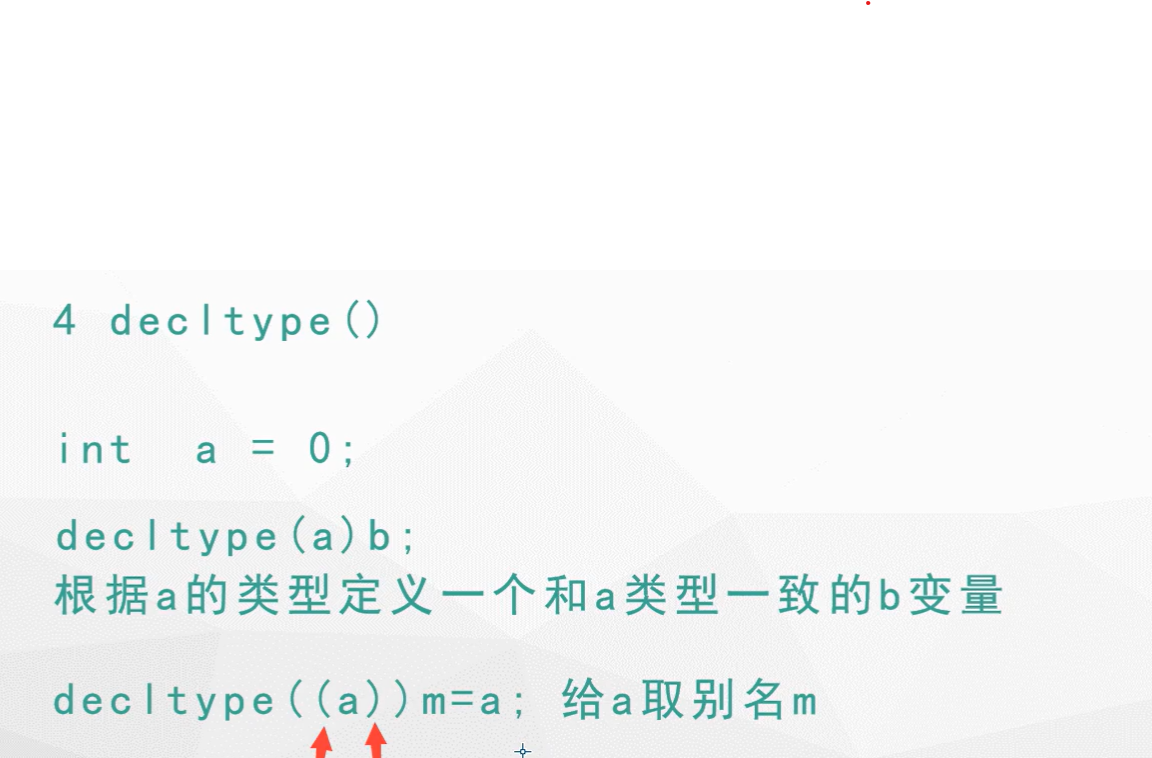 4 decltype()
int a = 0;
decltype(a)b;
根据a的类型定义一个和a类型一致的b变量
decltype((a))m=a; 给a取别名m